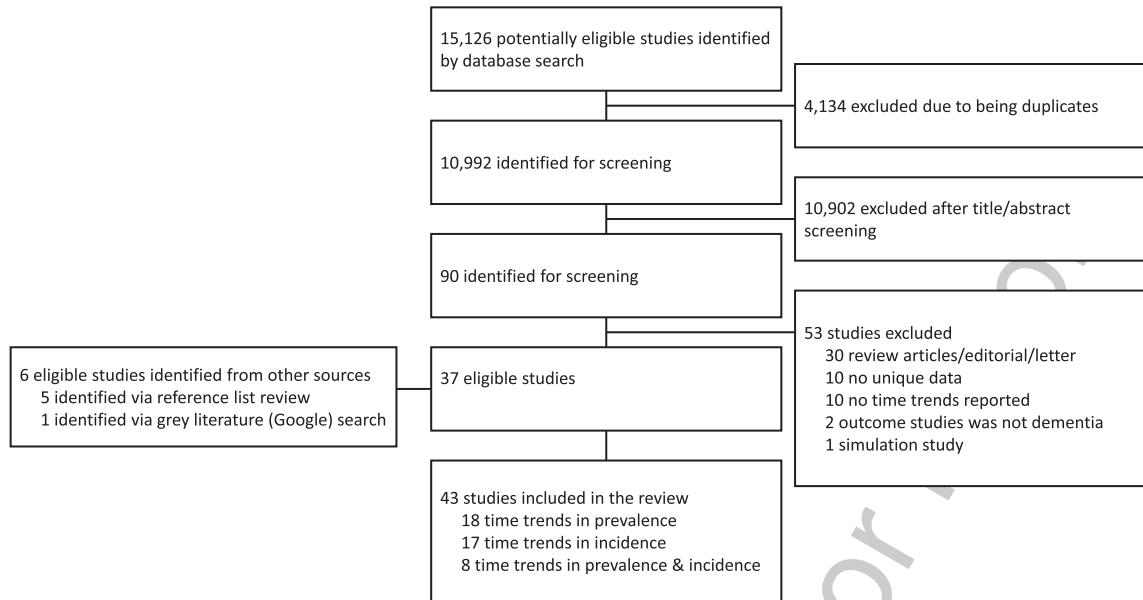 15,126 potentially eligible studies identified
by database search
4,134 excluded due to being duplicates
10,992 identified for screening
10,902 excluded after title/abstract
screening
90 identified for screening
53 studies excluded
30 review articles/editorial/letter
10 no unique data
10 no time trends reported
2 outcome studies was not dementia
1 simulation study
6 eligible studies identified from other sources
5 identified via reference list review
1 identified via grey literature (Google) search
37 eligible studies
43 studies included in the review
18 time trends in prevalence
17 time trends in incidence
8 time trends in prevalence & incidence